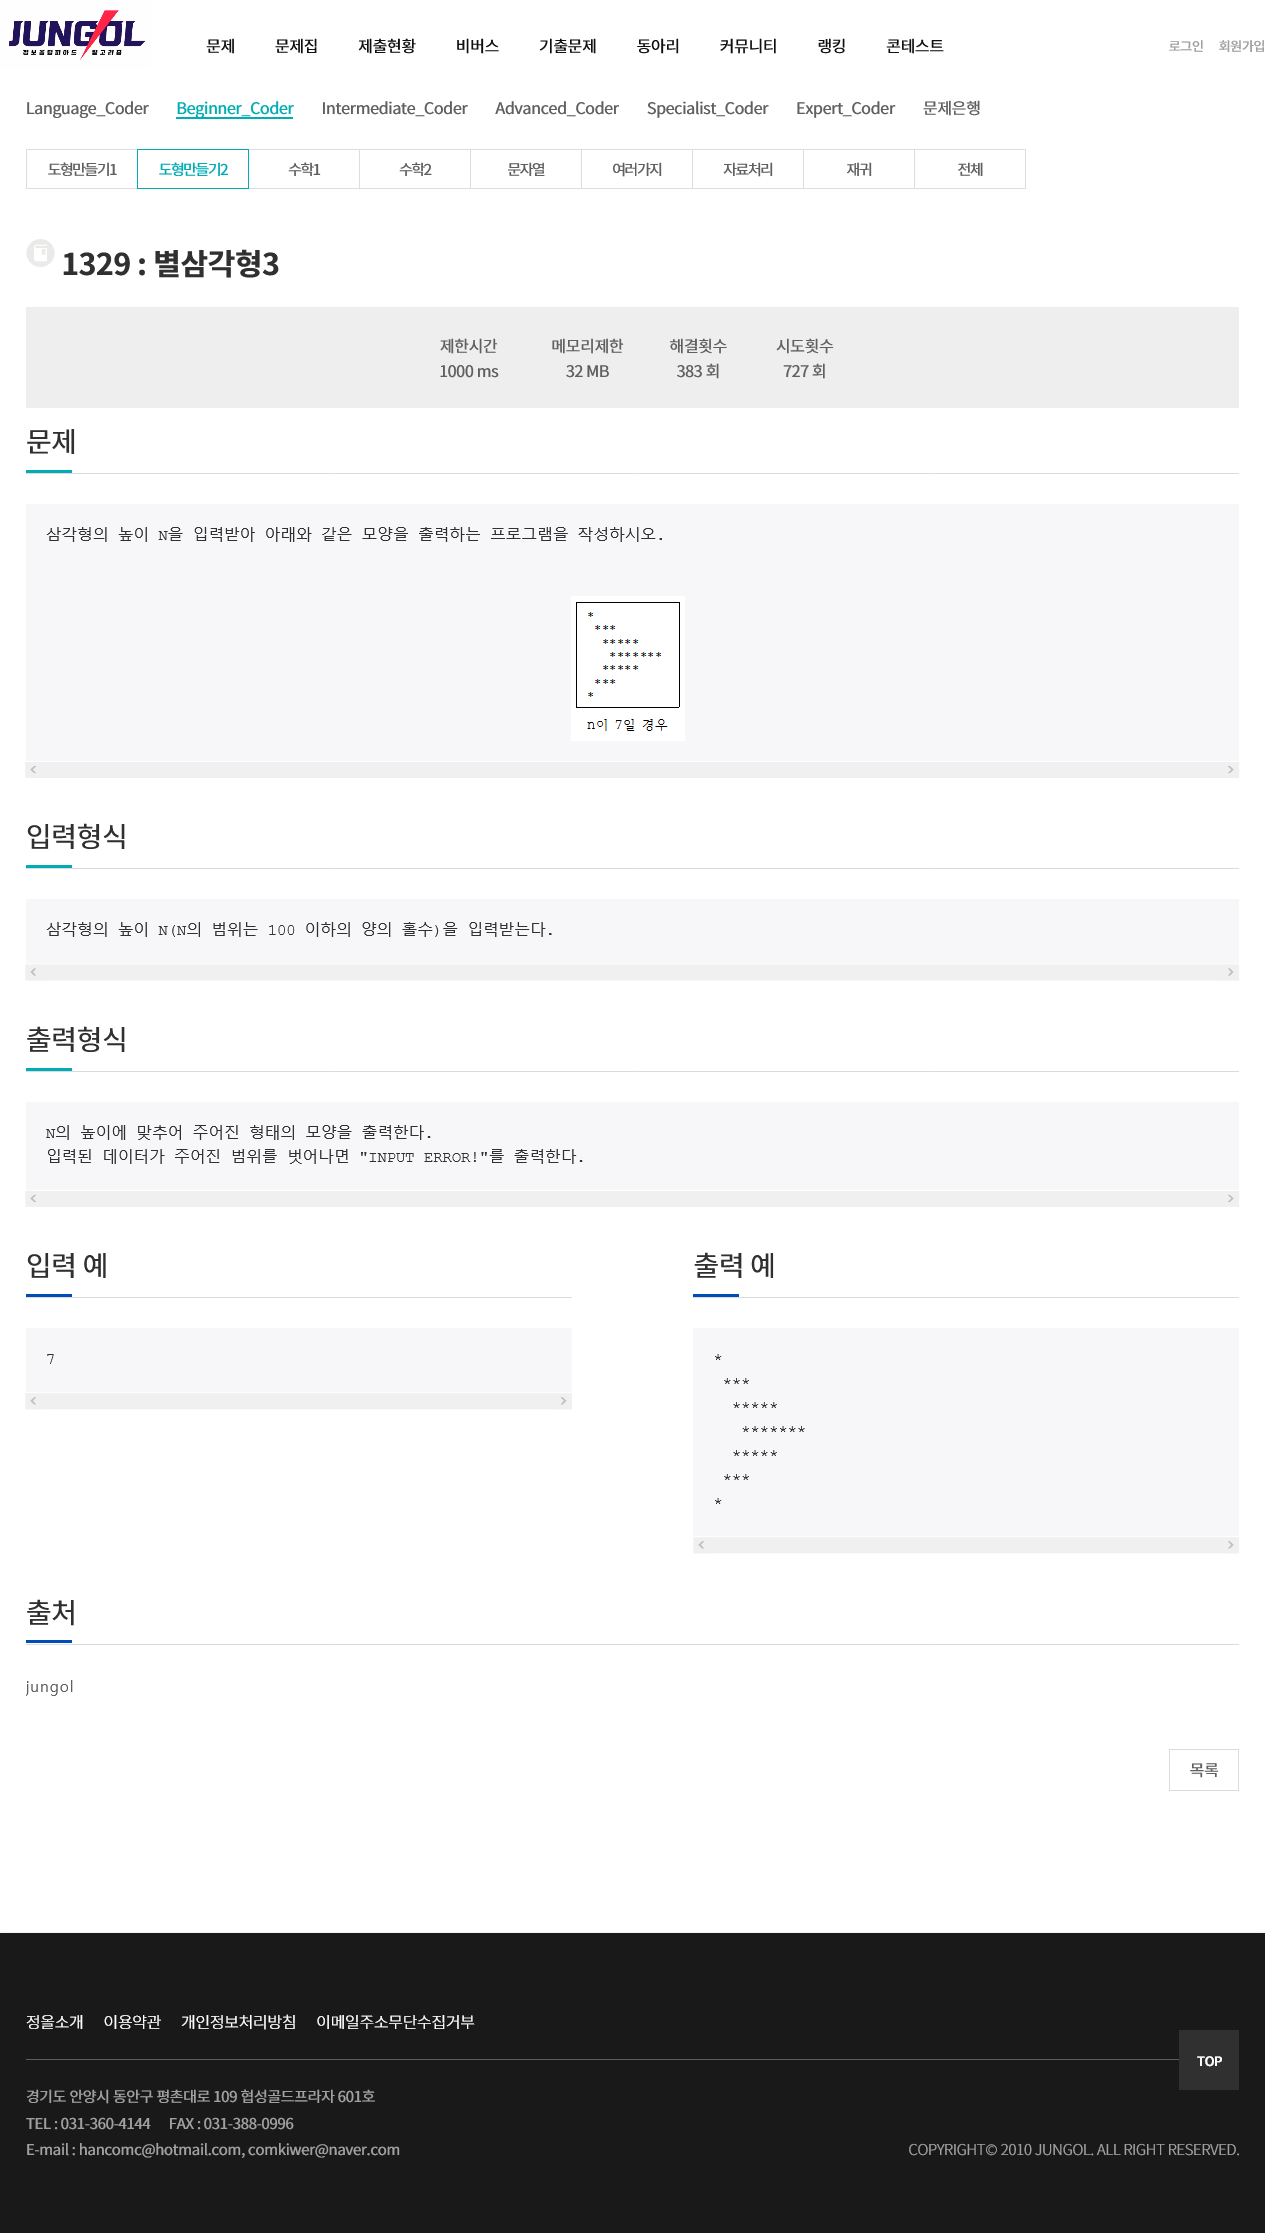 JUNGOL
정보올림피아드 알고리즘
문제 문제집 제출현황 비버스 기출문제 동아리 커뮤니티 랭킹 콘테스트 로그인 회원가입
Language_Coder Beginner_Coder Intermediate_Coder Advanced_Coder Specialist_Coder Expert_Coder 문제은행
도형만들기1 도형만들기2 수학1 수학2 문자열 여러가지 자료처리 재귀 전체
1329 : 별삼각형3
제한시간 메모리제한 해결횟수 시도횟수
1000 ms 32 MB 383 회 727 회
문제
삼각형의 높이 N을 입력받아 아래와 같은 모양을 출력하는 프로그램을 작성하시오.
*
 ***
  *****
   *******
  *****
 ***
*
n이 7일 경우
입력형식
삼각형의 높이 N(N의 범위는 100 이하의 양의 홀수)을 입력받는다.
출력형식
N의 높이에 맞추어 주어진 형태의 모양을 출력한다.
입력된 데이터가 주어진 범위를 벗어나면 "INPUT ERROR!"를 출력한다.
입력 예
7
출력 예
*
 ***
  *****
   *******
  *****
 ***
*
출처
jungol
목록
정올소개 이용약관 개인정보처리방침 이메일주소무단수집거부
TOP
경기도 안양시 동안구 평촌대로 109 협성골드프라자 601호
TEL : 031-360-4144 FAX : 031-388-0996
E-mail : hancomc@hotmail.com, comkiwer@naver.com COPYRIGHT© 2010 JUNGOL. ALL RIGHT RESERVED.